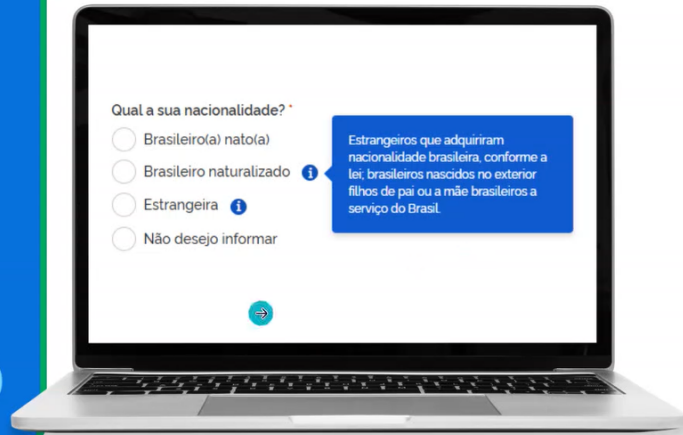 Qual a sua nacionalidade? *
Brasileiro(a) nato(a)
Brasileiro naturalizado
Estrangeira
Não desejo informar
Estrangeiros que adquiriram
nacionalidade brasileira, conforme a
lei; brasileiros nascidos no exterior
filhos de pai ou a mãe brasileiros a
serviço do Brasil.